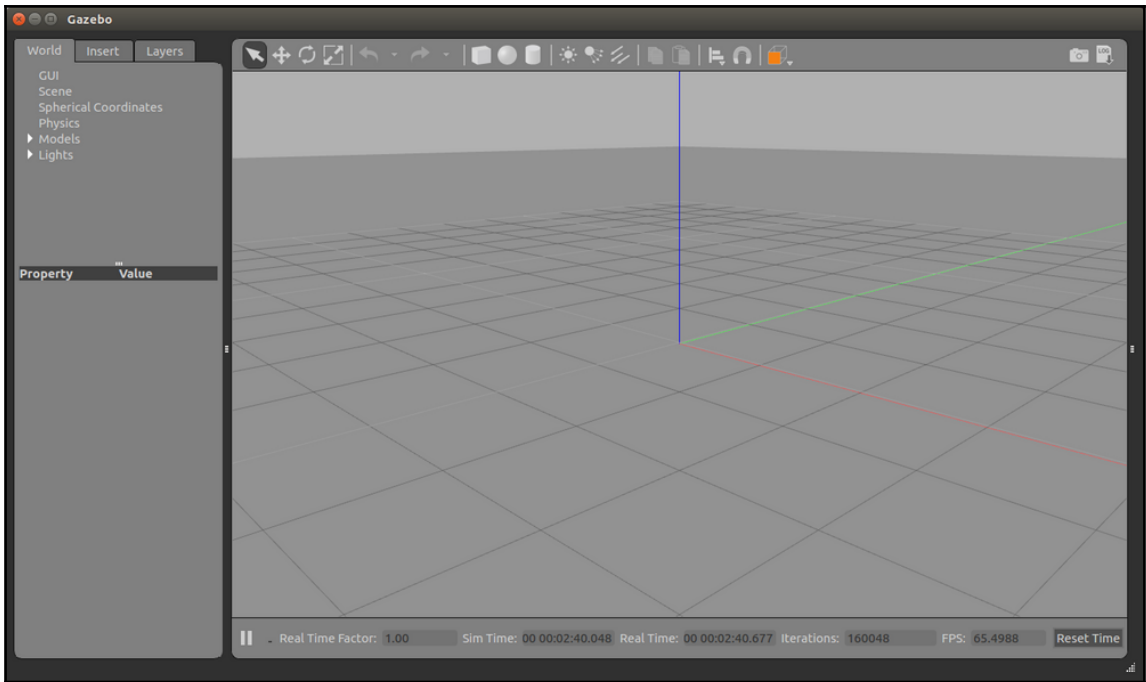 Gazebo
World Insert Layers
GUI
Scene
Spherical Coordinates
Physics
Models
Lights
Property Value
LOG
Real Time Factor: 1.00 Sim Time: 00 00:02:40.048 Real Time: 00 00:02:40.677 Iterations: 160048 FPS: 65.4988 Reset Time